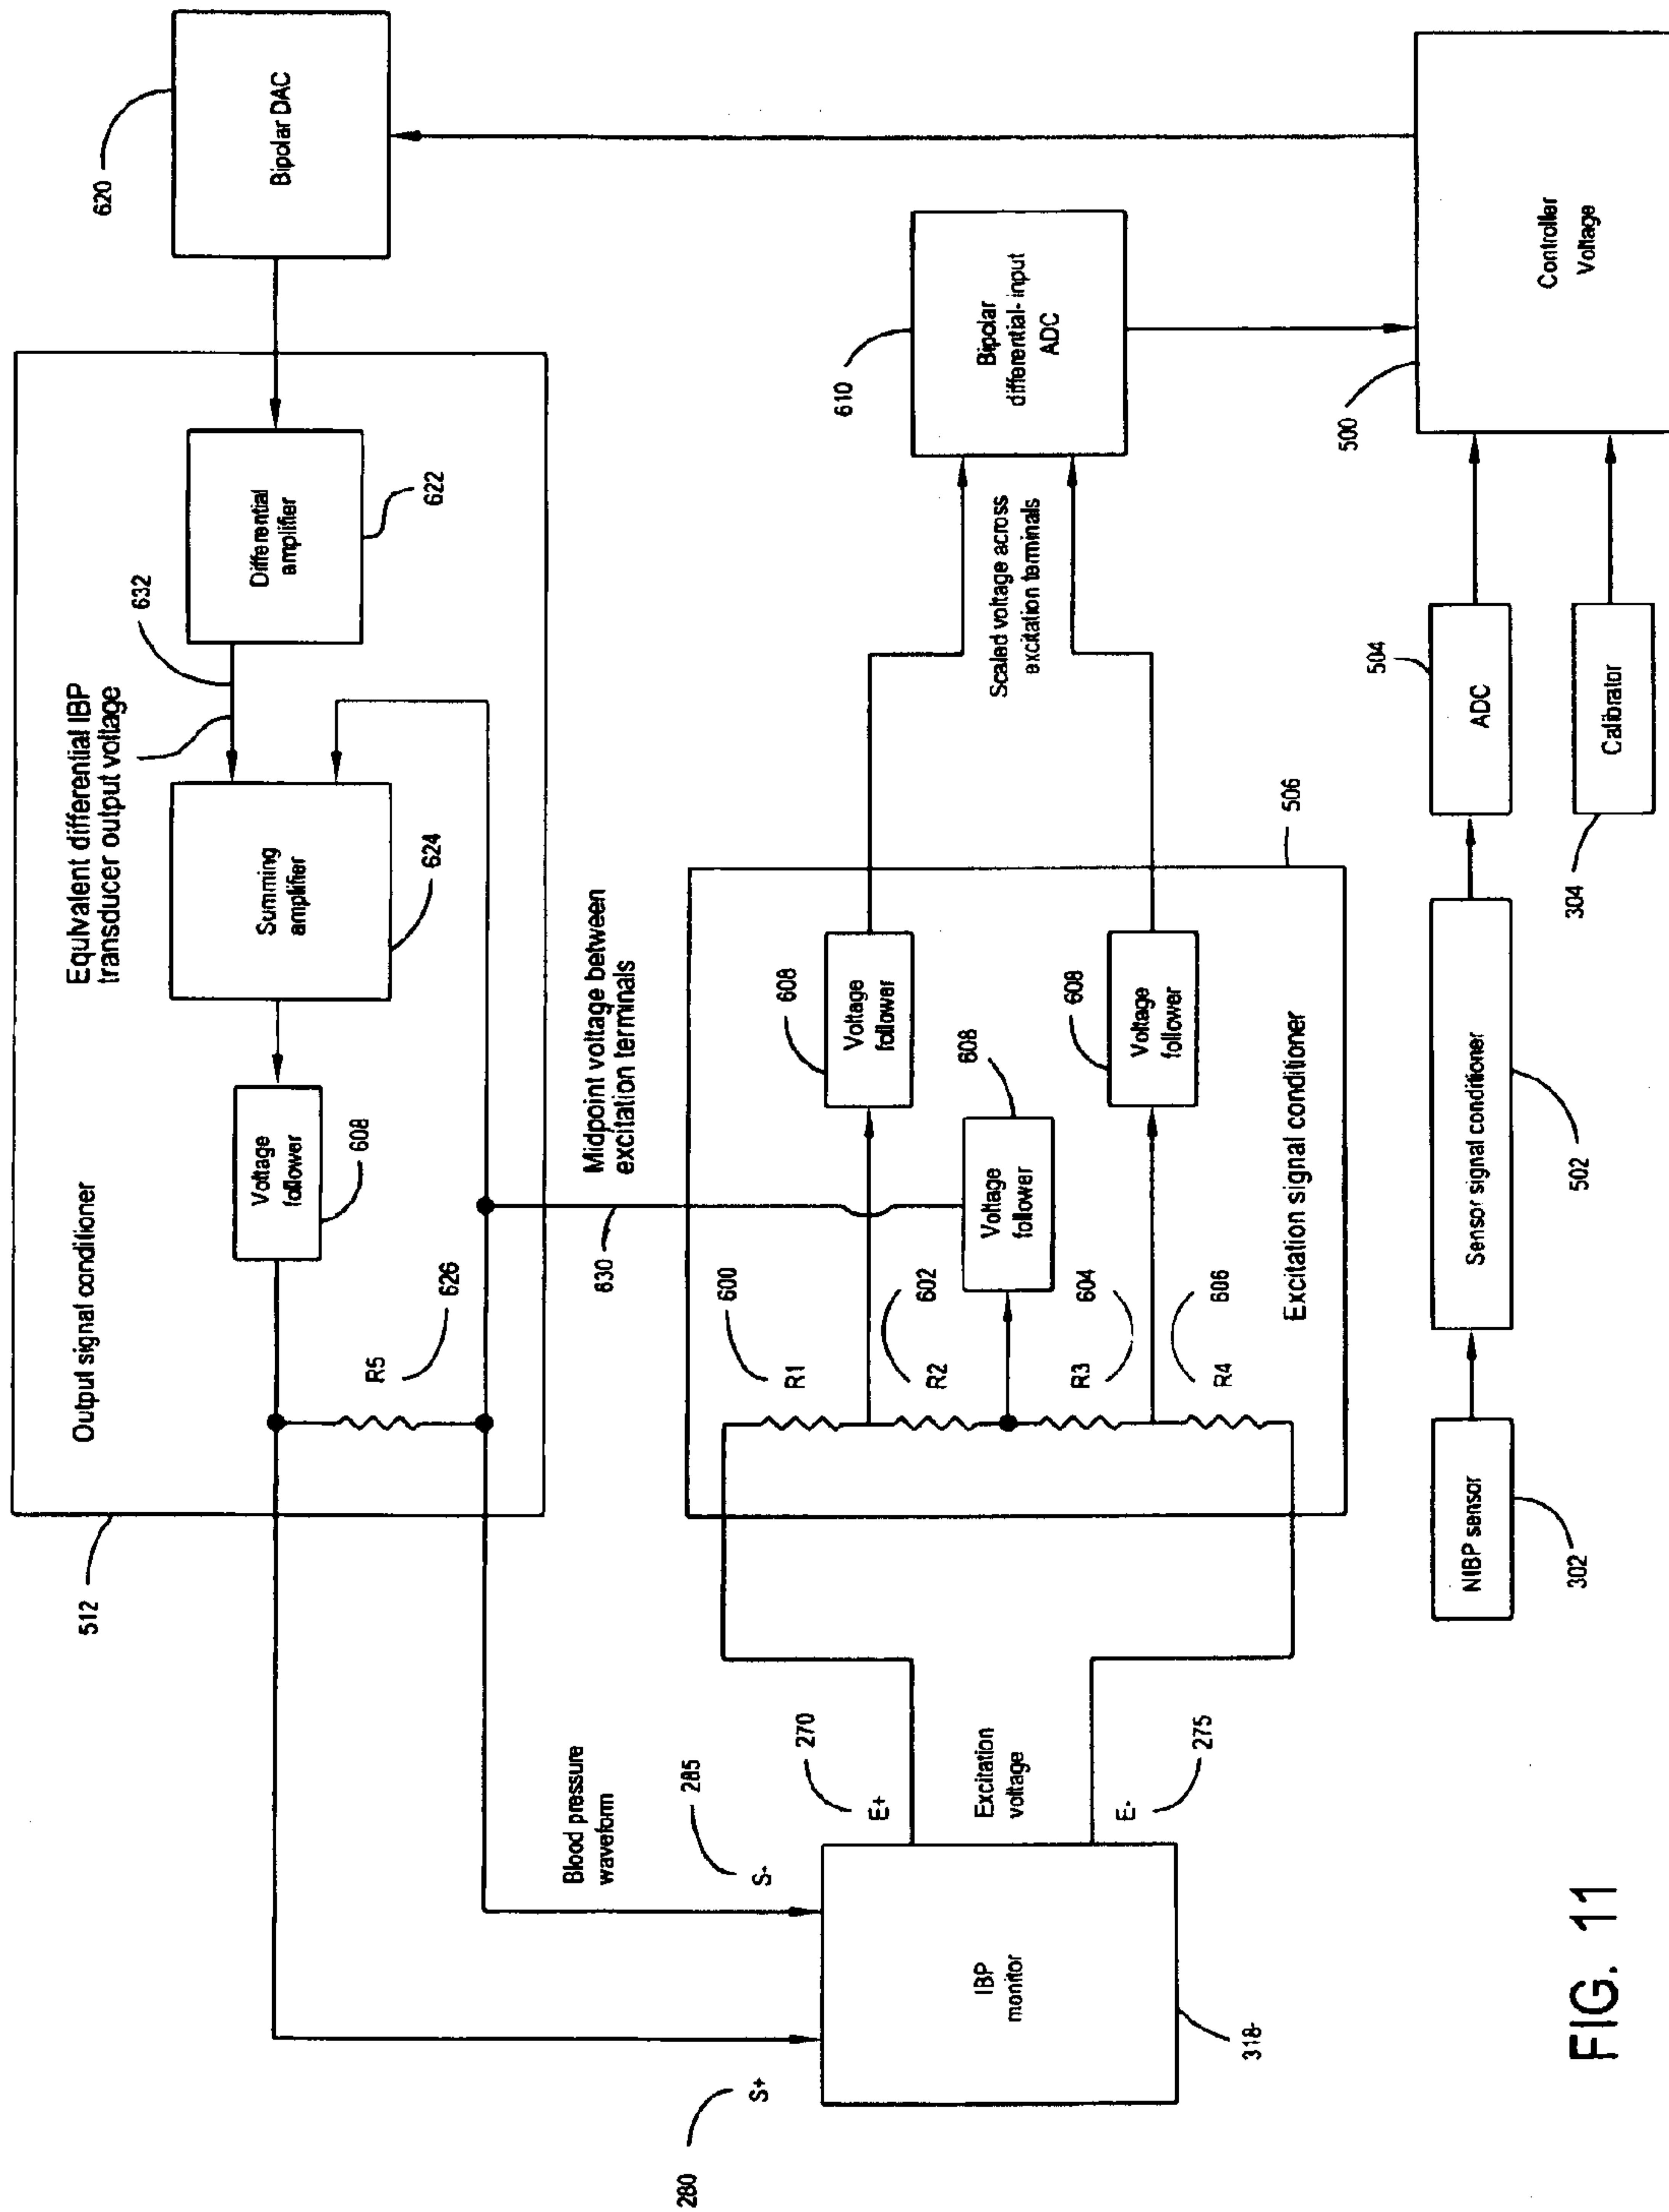 512
Output signal conditioner
Voltage
follower
608
R5
626
Summing
amplifier
624
Equivalent differential IBP
transducer output voltage
632
Differential
amplifier
622
620
Bipolar DAC
280
S+
285
S-
Blood pressure
waveform
IBP
monitor
318
270
E+
Excitation
voltage
E-
275
Midpoint voltage between
excitation terminals
630
600
R1
602
R2
604
R3
606
R4
608
Voltage
follower
608
Voltage
follower
608
Voltage
follower
Excitation signal conditioner
506
Scaled voltage across
excitation terminals
610
Bipolar
differential- input
ADC
NIBP sensor
302
Sensor signal conditioner
502
504
ADC
Calibrator
304
500
Controller
Voltage
FIG. 11